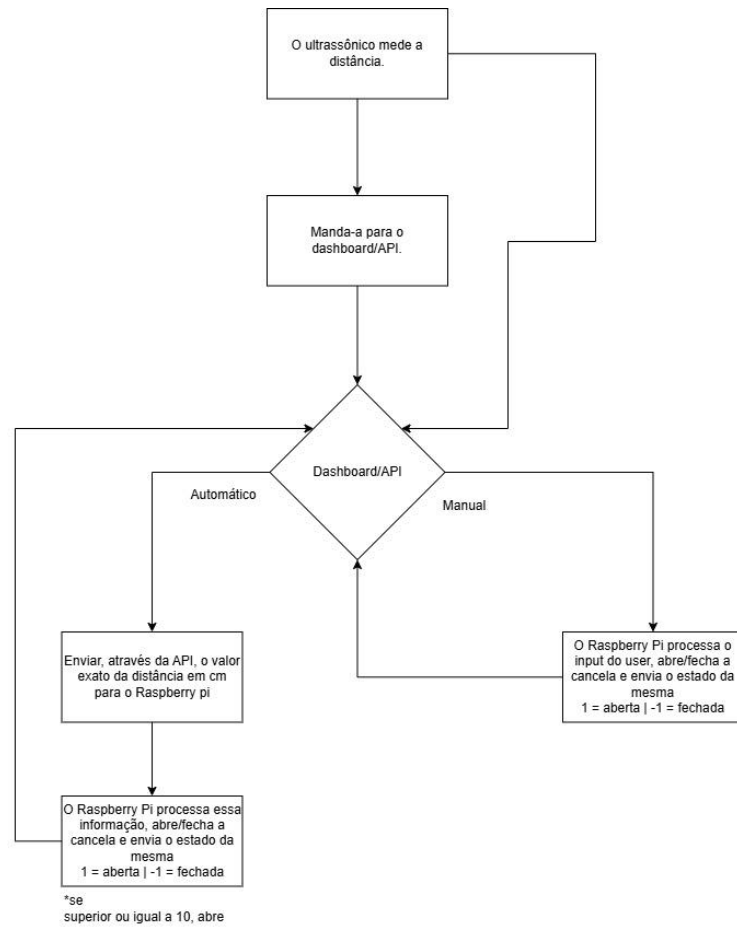 O ultrassônico mede a
distância.
Manda-a para o
dashboard/API.
Dashboard/API
Automático
Manual
Enviar, através da API, o valor
exato da distância em cm
para o Raspberry pi
O Raspberry Pi processa o
input do user, abre/fecha a
cancela e envia o estado da
mesma
1 = aberta | -1 = fechada
O Raspberry Pi processa essa
informação, abre/fecha a
cancela e envia o estado da
mesma
1 = aberta | -1 = fechada
*se
superior ou igual a 10, abre